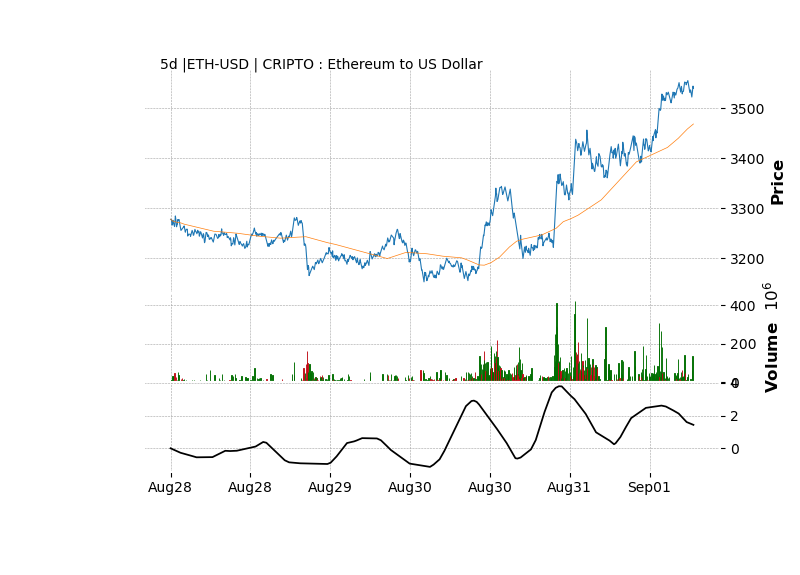 5d |ETH-USD | CRIPTO : Ethereum to US Dollar
3500
3400
3300
3200
Price
400
200
0
Volume 10^6
4
2
0
Aug28 Aug28 Aug29 Aug30 Aug30 Aug31 Sep01